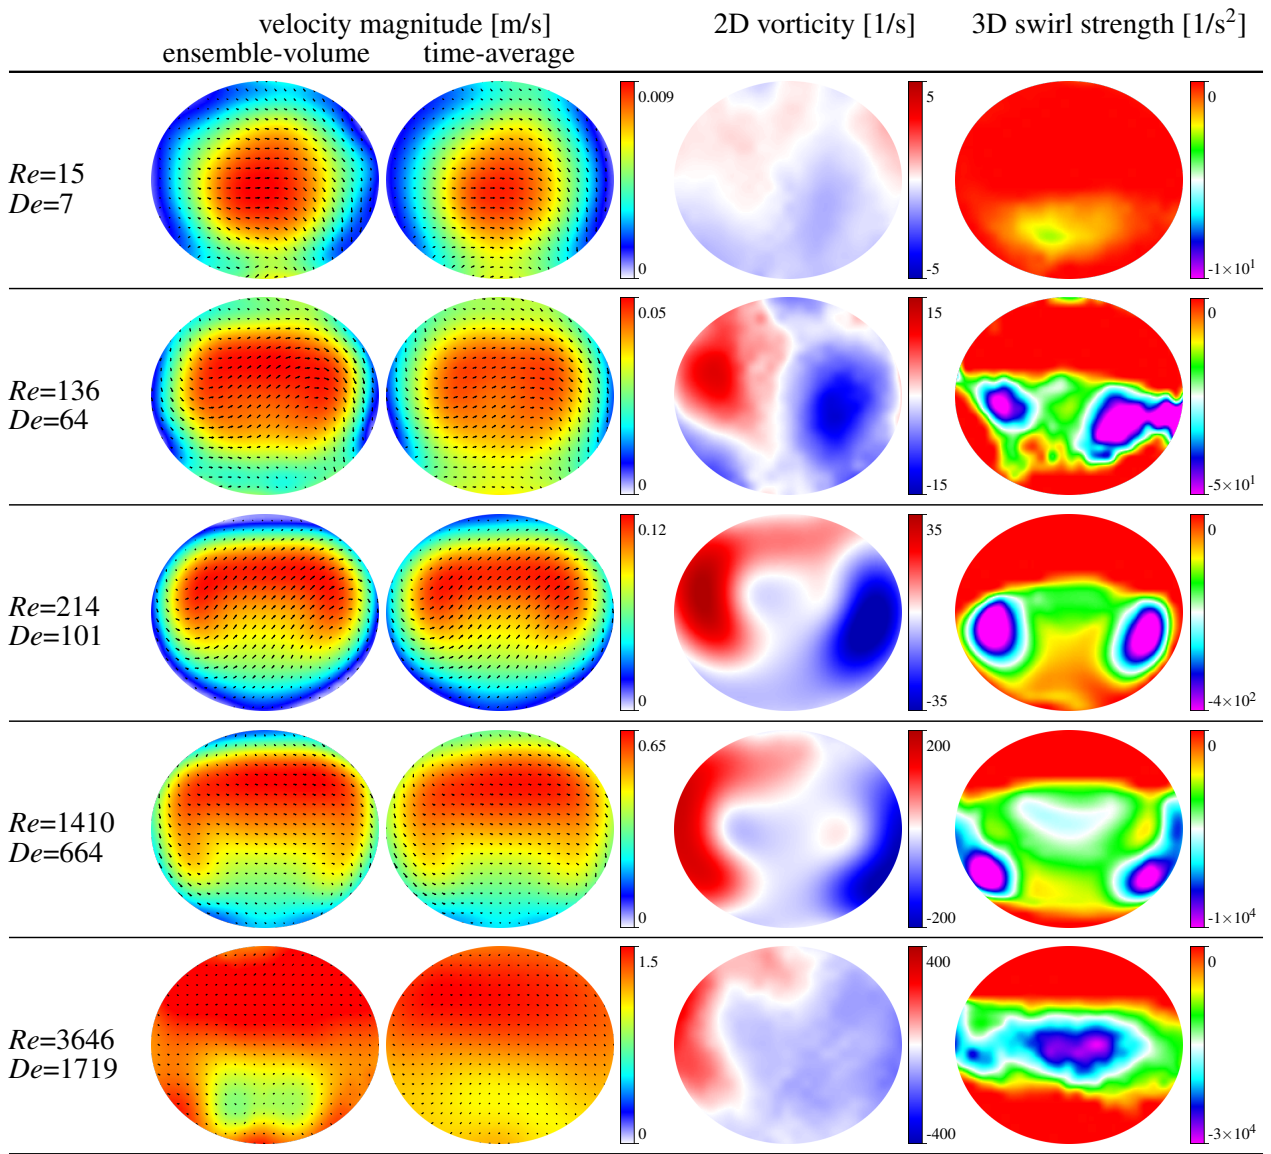 velocity magnitude [m/s] 2D vorticity [1/s] 3D swirl strength [1/s²]
ensemble-volume time-average
0.009 5 0
Re=15
De=7
0 -5 -1×10¹
0.05 15 0
Re=136
De=64
0 -15 -5×10¹
0.12 35 0
Re=214
De=101
0 -35 -4×10²
0.65 200 0
Re=1410
De=664
0 -200 -1×10⁴
1.5 400 0
Re=3646
De=1719
0 -400 -3×10⁴